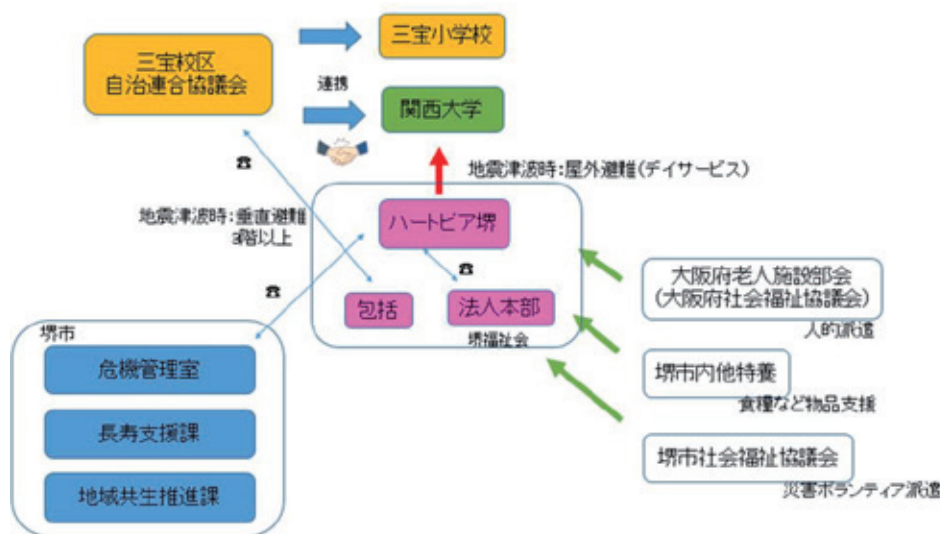 三宝校区
自治連合協議会
三宝小学校
連携
関西大学
地震津波時:屋外避難(デイサービス)
☎
地震津波時:垂直避難
3階以上
ハートピア堺
☎
☎
包括
法人本部
堺福祉会
大阪府老人施設部会
(大阪府社会福祉協議会)
人的派遣
堺市内他特養
食糧など物品支援
堺市社会福祉協議会
災害ボランティア派遣
堺市
危機管理室
長寿支援課
地域共生推進課